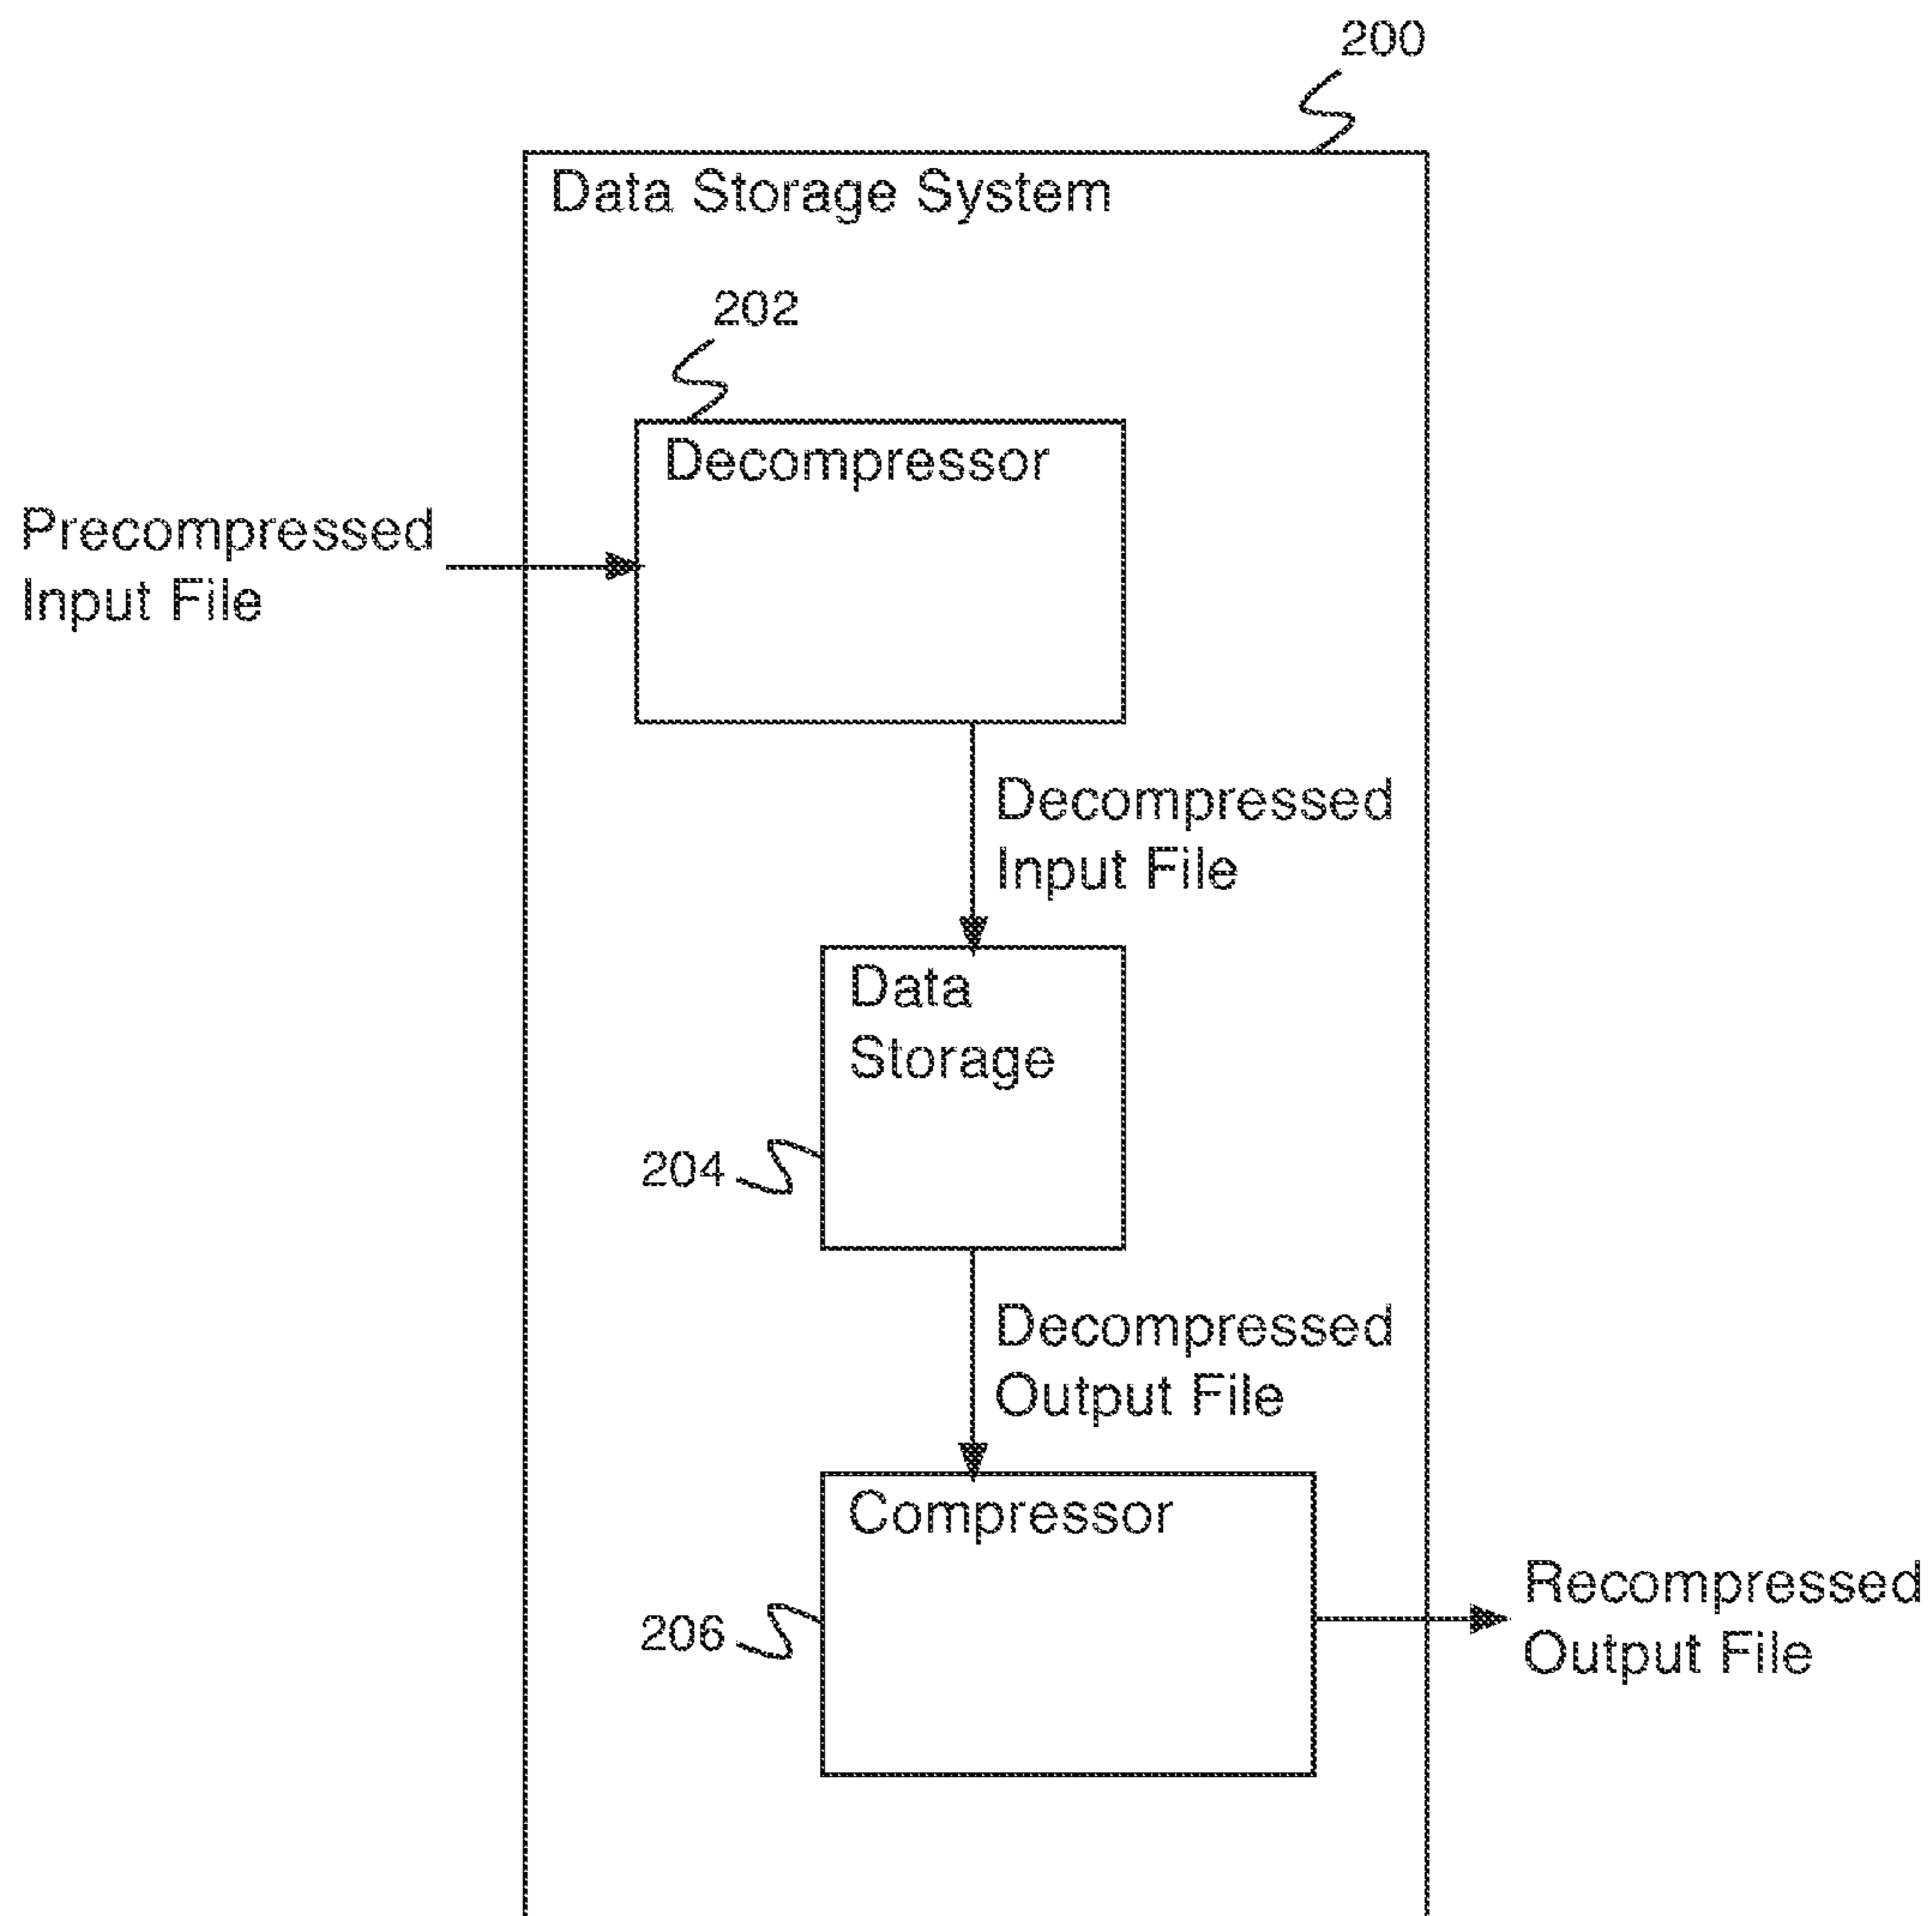 200
Data Storage System
202
Decompressor
Precompressed
Input File
Decompressed
Input File
Data
Storage
204
Decompressed
Output File
Compressor
206
Recompressed
Output File